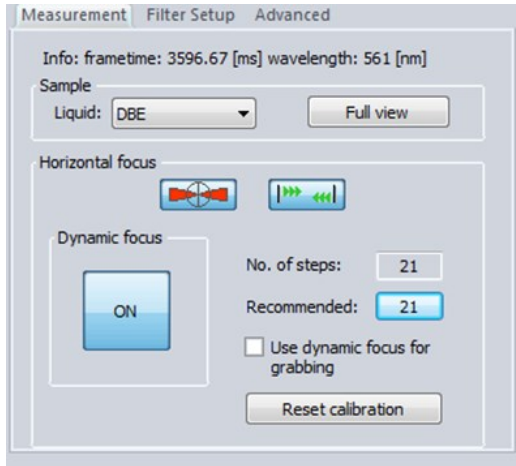 Measurement Filter Setup Advanced
Info: frametime: 3596.67 [ms] wavelength: 561 [nm]
Sample
Liquid: DBE Full view
Horizontal focus
Dynamic focus
ON
No. of steps: 21
Recommended: 21
Use dynamic focus for
grabbing
Reset calibration